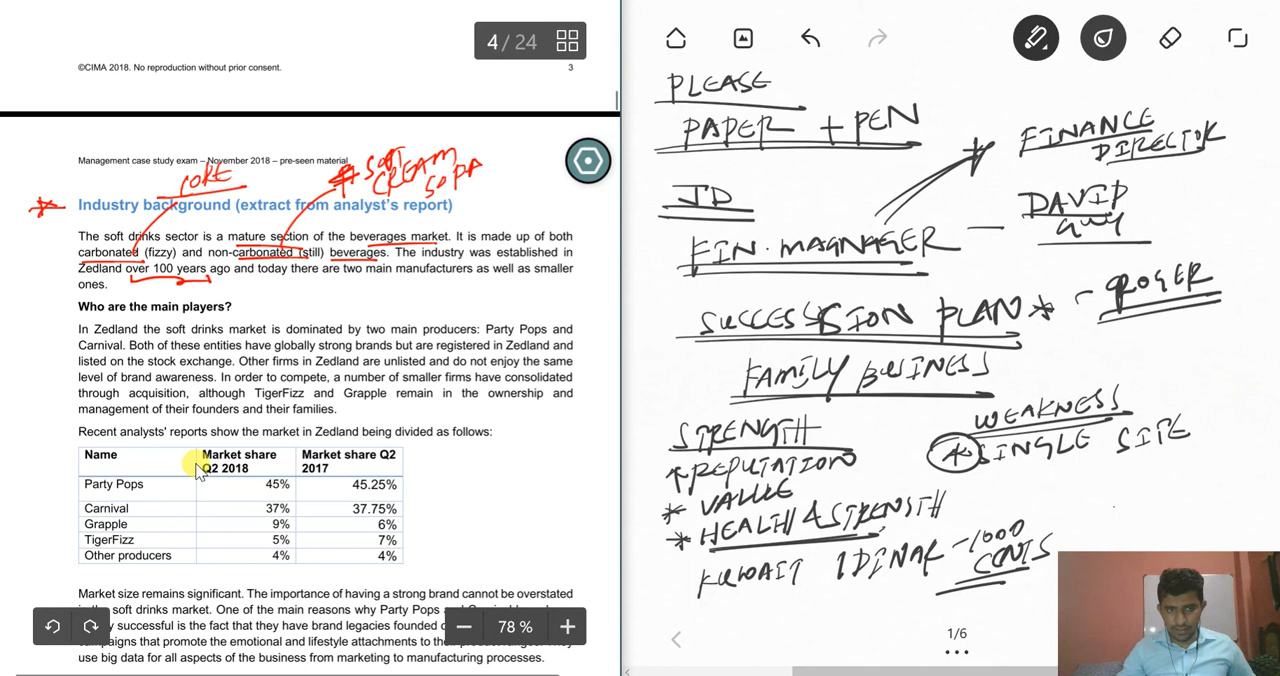 4 / 24
©CIMA 2018. No reproduction without prior consent.
3
Management case study exam – November 2018 – pre-seen material
CORE
SOFT
CREAM
SOPA
Industry background (extract from analyst's report)
The soft drinks sector is a mature section of the beverages market. It is made up of both
carbonated (fizzy) and non-carbonated (still) beverages. The industry was established in
Zedland over 100 years ago and today there are two main manufacturers as well as smaller
ones.
Who are the main players?
In Zedland the soft drinks market is dominated by two main producers: Party Pops and
Carnival. Both of these entities have globally strong brands but are registered in Zedland and
listed on the stock exchange. Other firms in Zedland are unlisted and do not enjoy the same
level of brand awareness. In order to compete, a number of smaller firms have consolidated
through acquisition, although TigerFizz and Grapple remain in the ownership and
management of their founders and their families.
Recent analysts' reports show the market in Zedland being divided as follows:
Name Market share Q2 2018 Market share Q2 2017
Party Pops 45% 45.25%
Carnival 37% 37.75%
Grapple 9% 6%
TigerFizz 5% 7%
Other producers 4% 4%
Market size remains significant. The importance of having a strong brand cannot be overstated
soft drinks market. One of the main reasons why Party Pops
successful is the fact that they have brand legacies founded
that promote the emotional and lifestyle attachments to
use big data for all aspects of the business from marketing to manufacturing processes.
78 %
PLEASE
PAPER + PEN
FINANCE
DIRECTOR
JD
DAVID
GUY
FIN. MAGNAGER
SUCCESSION PLAN * - ROGER
FAMILY BUSINESS
STRENGTH
WEAKNESS
* SINGLE SITE
REPUTATION
* VALUE
* HEALTH & STRENGTH
KUWAIT 1 DINAR - 1000
CENTS
1/6